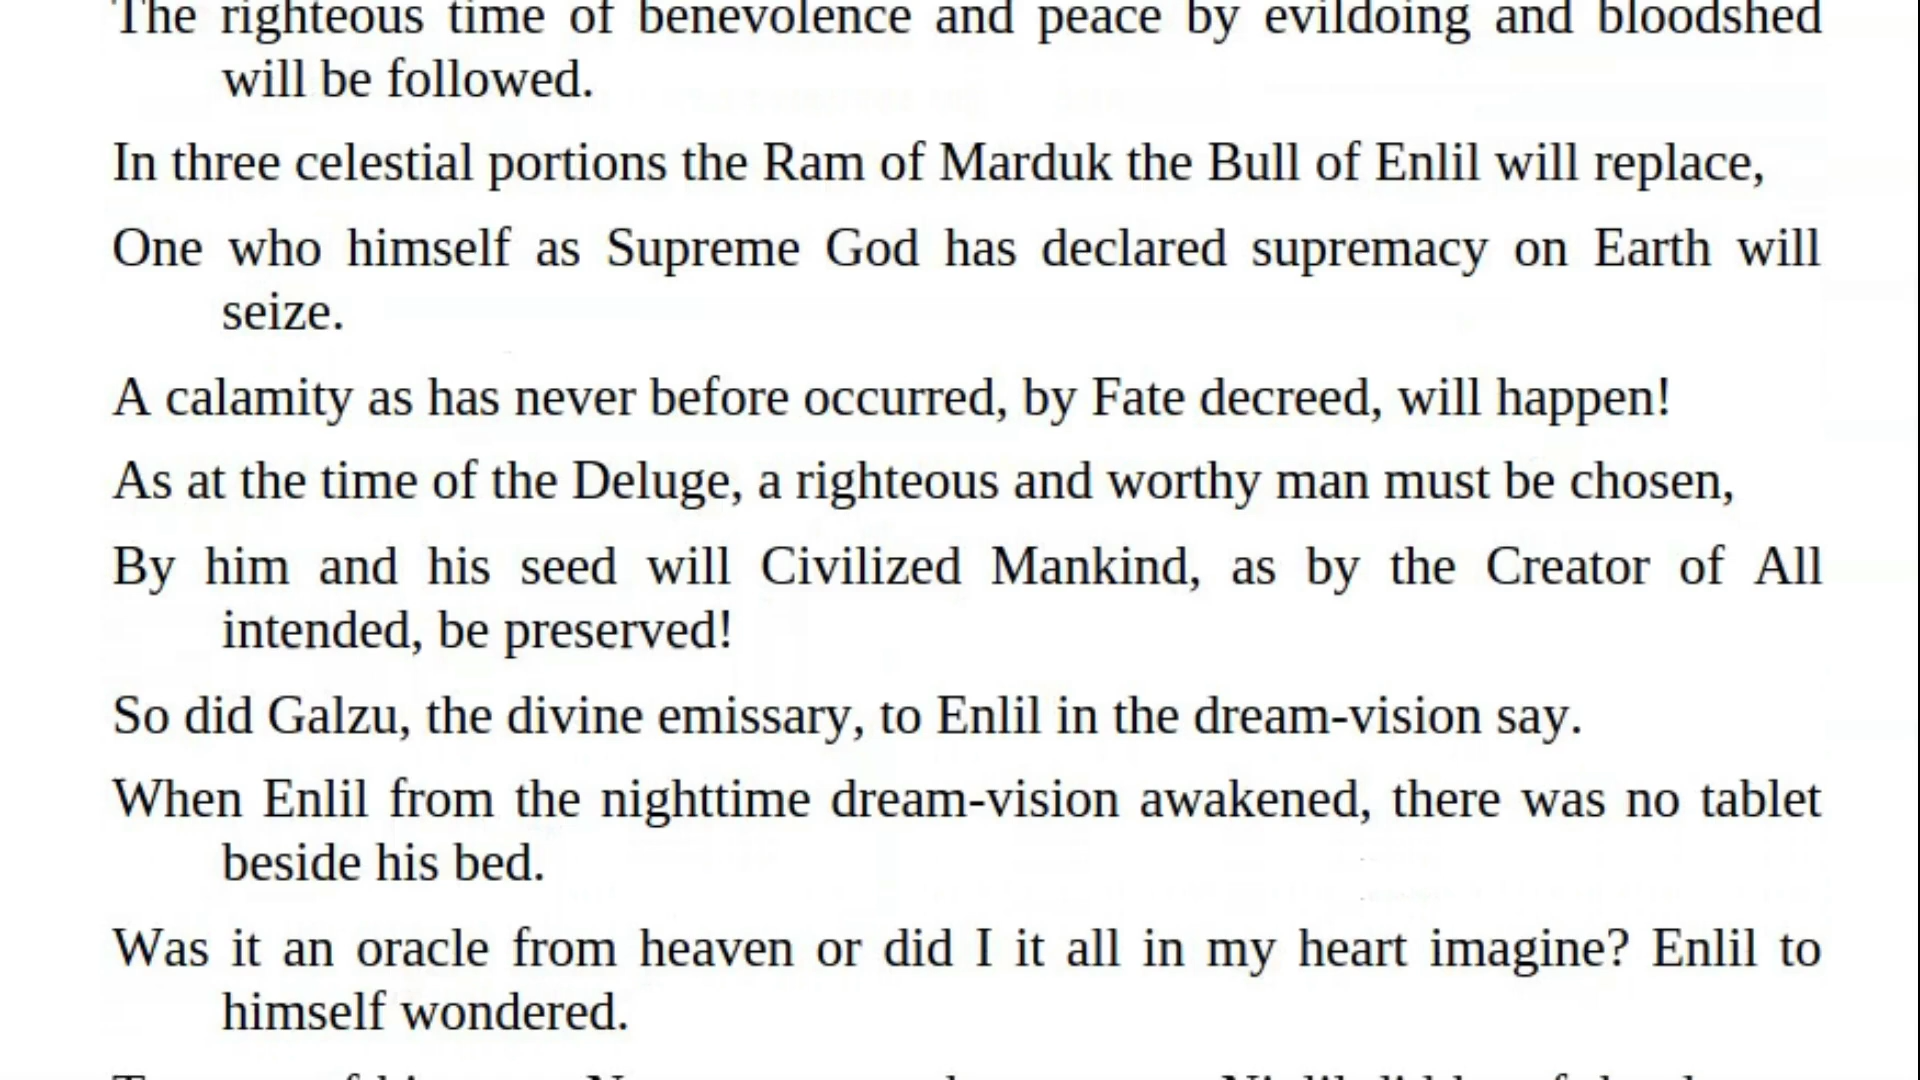 The righteous time of benevolence and peace by evildoing and bloodshed
will be followed.
In three celestial portions the Ram of Marduk the Bull of Enlil will replace,
One who himself as Supreme God has declared supremacy on Earth will
seize.
A calamity as has never before occurred, by Fate decreed, will happen!
As at the time of the Deluge, a righteous and worthy man must be chosen,
By him and his seed will Civilized Mankind, as by the Creator of All
intended, be preserved!
So did Galzu, the divine emissary, to Enlil in the dream-vision say.
When Enlil from the nighttime dream-vision awakened, there was no tablet
beside his bed.
Was it an oracle from heaven or did I it all in my heart imagine? Enlil to
himself wondered.